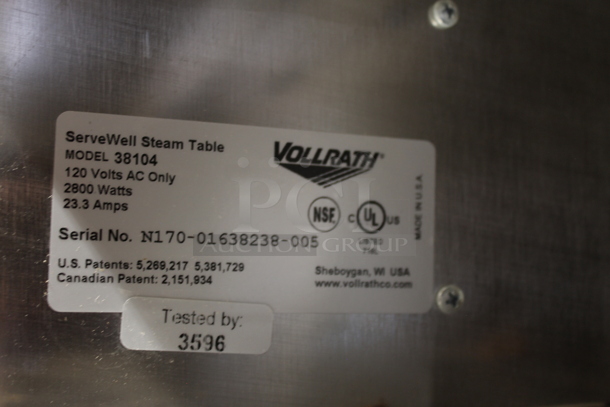 ServeWell Steam Table
MODEL 38104
120 Volts AC Only
2800 Watts
23.3 Amps
VOLLRATH®
NSF
C UL US
LISTED
MADE IN U.S.A.
PCI
AUCTION GROUP
Serial No. N170-01638238-005
U.S. Patents: 5,269,217 5,381,729
Canadian Patent: 2,151,934
Sheboygan, WI USA
www.vollrathco.com
Tested by:
3596